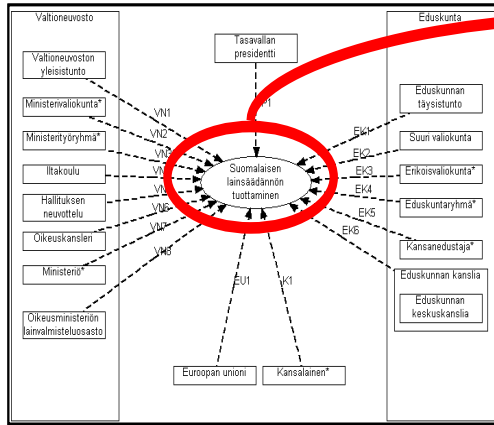 Valtioneuvosto
Eduskunta
Tasavallan
presidentti
Valtioneuvoston
yleisistunto
Ministerivaliokunta*
Ministerityöryhmä*
Iltakoulu
Hallituksen
neuvottelu
Oikeuskansleri
Ministeriö*
Oikeusministeriön
lainvalmisteluosasto
VN1
VN2
VN6
VN7
VN8
Suomalaisen
lainsäädännön
tuottaminen
EK1
EK2
EK3
EK4
EK5
EK6
EU1
K1
Eduskunnan
täysistunto
Suuri valiokunta
Erikoisvaliokunta*
Eduskuntaryhmä*
Kansanedustaja*
Eduskunnan kanslia
Eduskunnan
keskuskanslia
Euroopan unioni
Kansalainen*